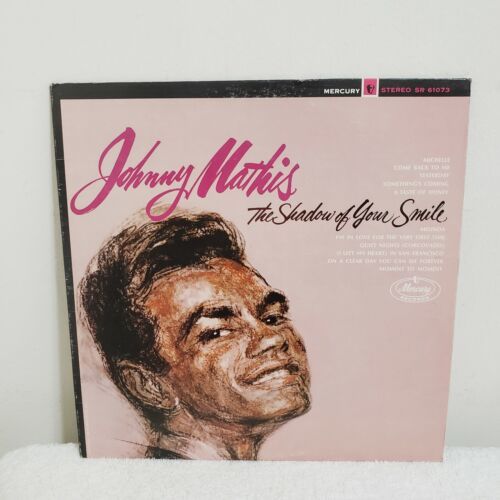 MERCURY STEREO SR 61073
Johnny Mathis
The Shadow of Your Smile
MICHELLE
COME BACK TO ME
YESTERDAY
SOMETHING'S COMING
A TASTE OF HONEY
MELINDA
I'M IN LOVE FOR THE VERY FIRST TIME
QUIET NIGHTS (CORCOVADO)
(I LEFT MY HEART) IN SAN FRANCISCO
ON A CLEAR DAY YOU CAN SEE FOREVER
MOMENT TO MOMENT
Mercury
RECORDS